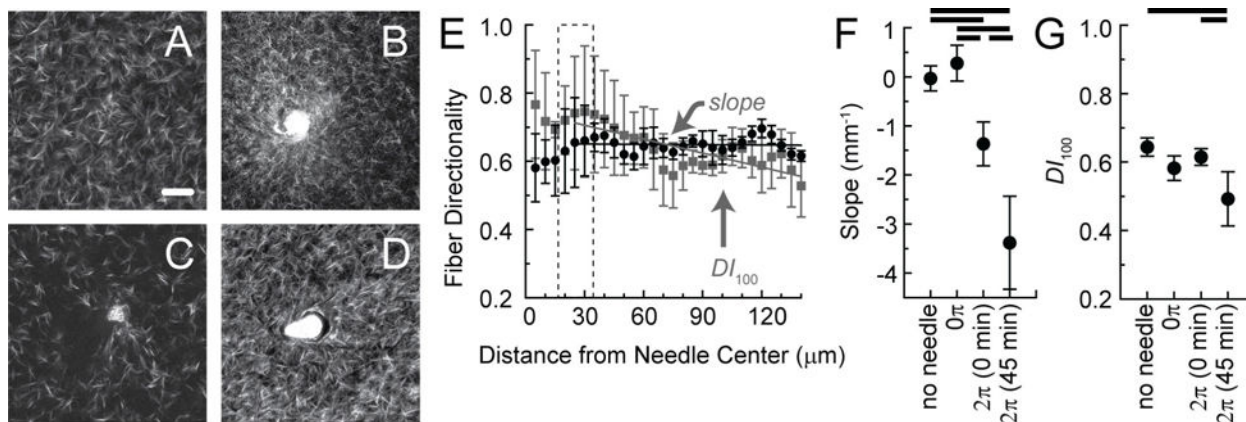 A
B
C
D
E
1.0
0.8
0.6
0.4
0.2
Fiber Directionality
slope
DI100
0 30 60 90 120
Distance from Needle Center (μm)
F
1
0
-1
-2
-3
-4
Slope (mm-1)
no needle
0π
2π (0 min)
2π (45 min)
G
1.0
0.8
0.6
0.4
0.2
DI100
no needle
0π
2π (0 min)
2π (45 min)